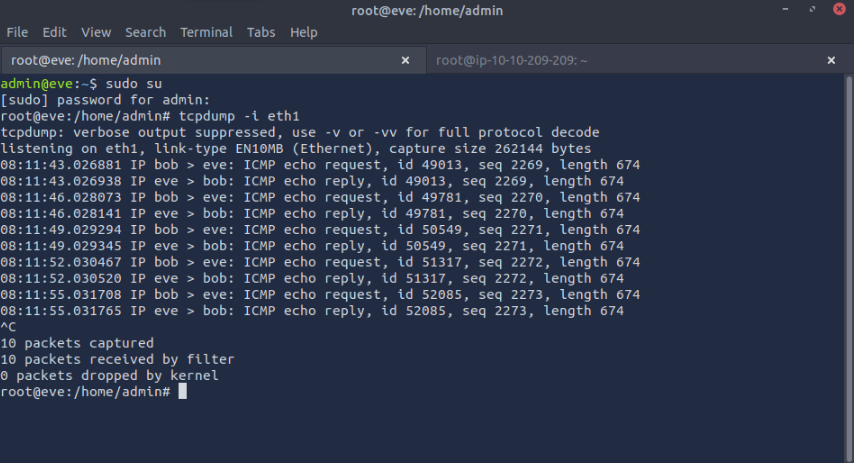 root@eve: /home/admin
File Edit View Search Terminal Tabs Help
root@eve: /home/admin × root@ip-10-10-209-209: ~ ×
admin@eve:~$ sudo su
[sudo] password for admin:
root@eve:/home/admin# tcpdump -i eth1
tcpdump: verbose output suppressed, use -v or -vv for full protocol decode
listening on eth1, link-type EN10MB (Ethernet), capture size 262144 bytes
08:11:43.026881 IP bob > eve: ICMP echo request, id 49013, seq 2269, length 674
08:11:43.026938 IP eve > bob: ICMP echo reply, id 49013, seq 2269, length 674
08:11:46.028073 IP bob > eve: ICMP echo request, id 49781, seq 2270, length 674
08:11:46.028141 IP eve > bob: ICMP echo reply, id 49781, seq 2270, length 674
08:11:49.029294 IP bob > eve: ICMP echo request, id 50549, seq 2271, length 674
08:11:49.029345 IP eve > bob: ICMP echo reply, id 50549, seq 2271, length 674
08:11:52.030467 IP bob > eve: ICMP echo request, id 51317, seq 2272, length 674
08:11:52.030520 IP eve > bob: ICMP echo reply, id 51317, seq 2272, length 674
08:11:55.031708 IP bob > eve: ICMP echo request, id 52085, seq 2273, length 674
08:11:55.031765 IP eve > bob: ICMP echo reply, id 52085, seq 2273, length 674
^C
10 packets captured
10 packets received by filter
0 packets dropped by kernel
root@eve:/home/admin#